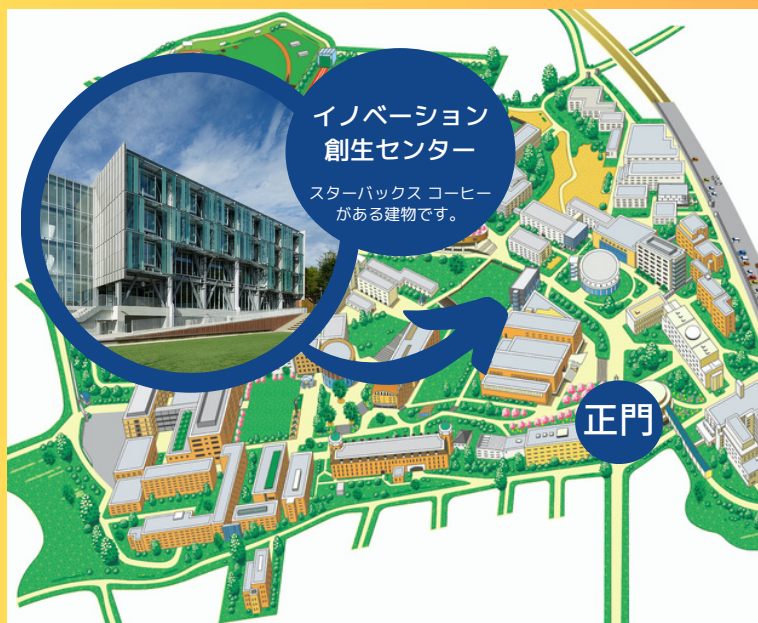 イノベーション
創生センター
スターバックス コーヒー
がある建物です。
正門